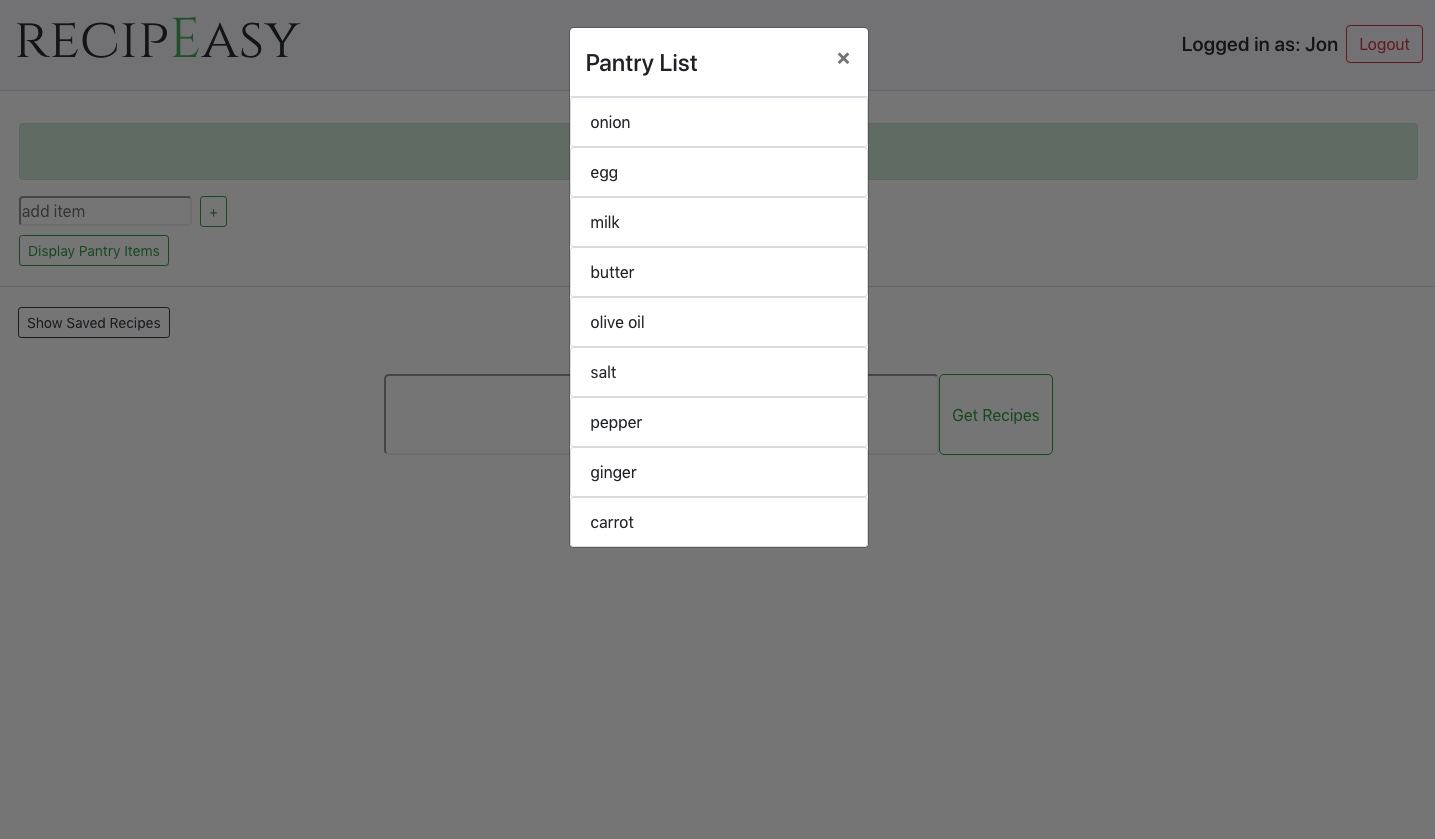 RECIPEASY
Logged in as: Jon
Logout
Pantry List
×
onion
egg
milk
butter
olive oil
salt
pepper
ginger
carrot
add item
+
Display Pantry Items
Show Saved Recipes
Get Recipes